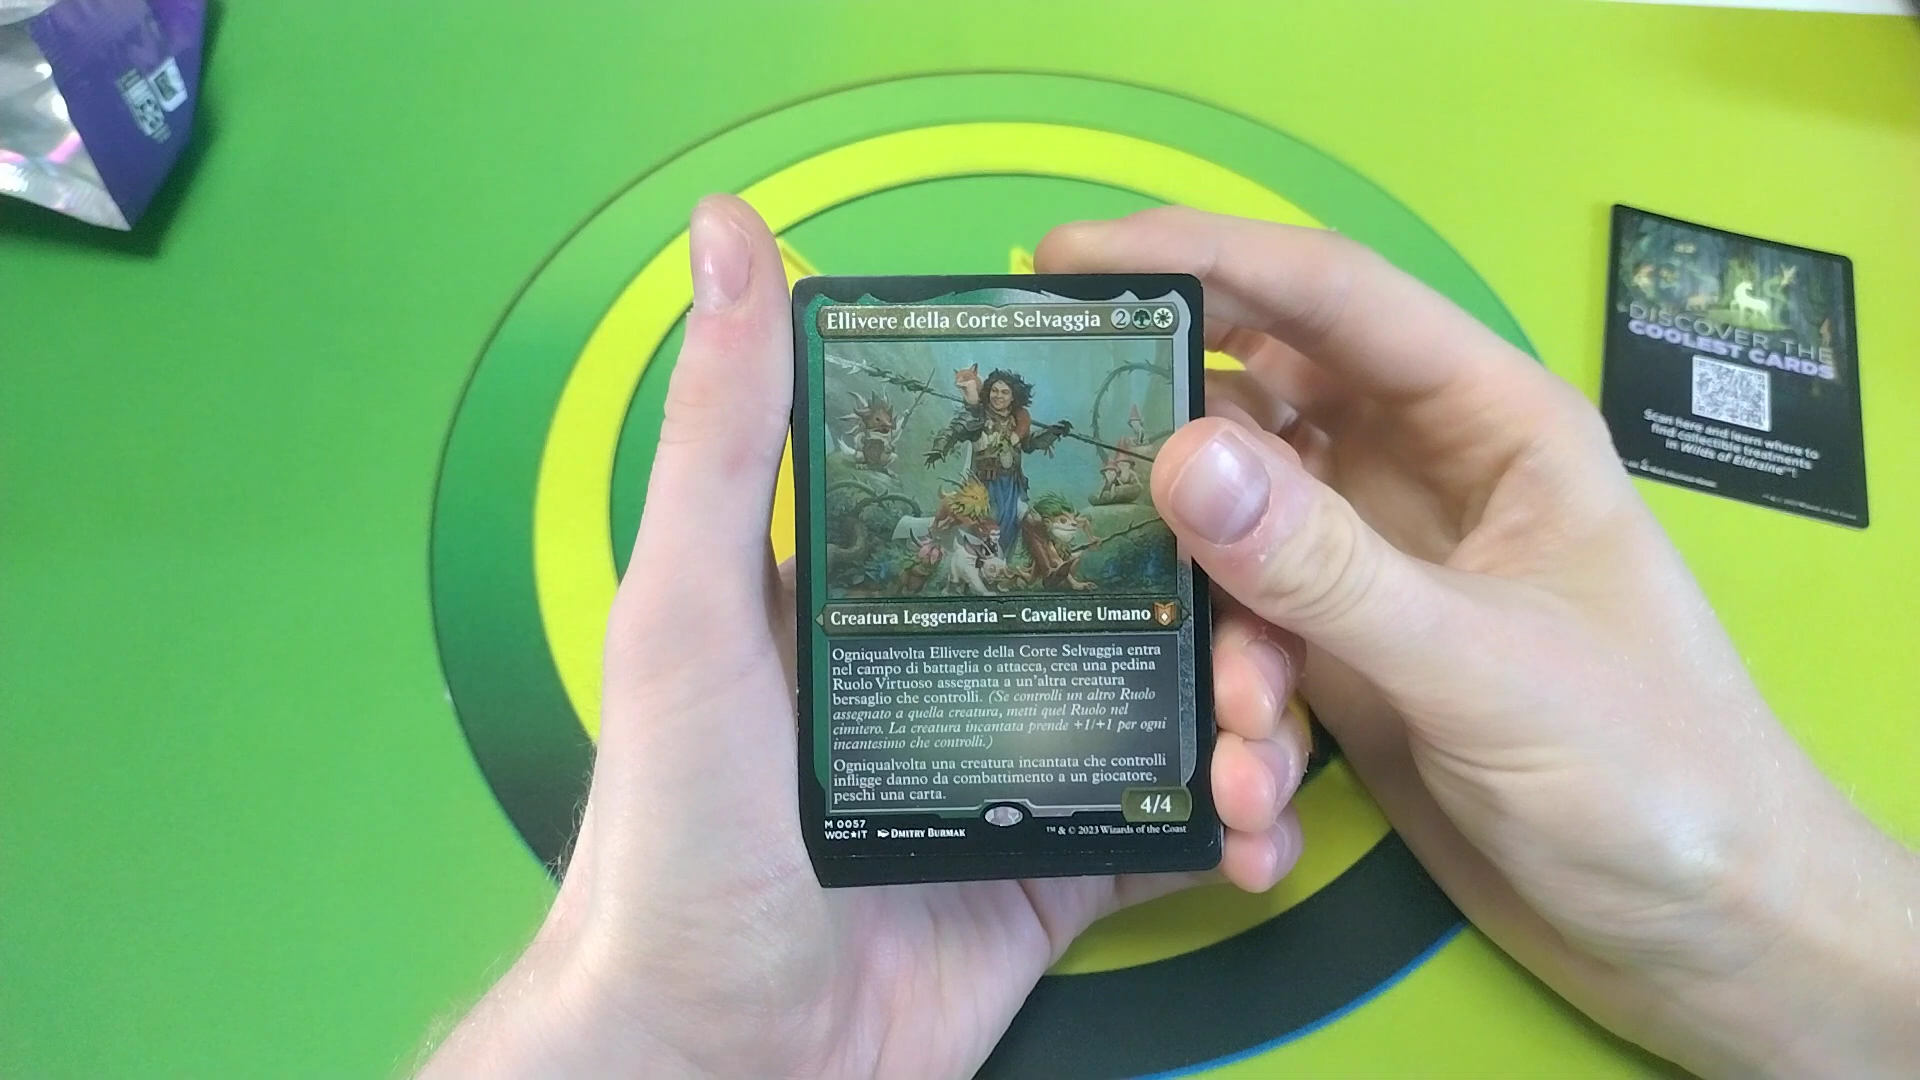 Ellivere della Corte Selvaggia 2
Creatura Leggendaria — Cavaliere Umano
Ogniqualvolta Ellivere della Corte Selvaggia entra
nel campo di battaglia o attacca, crea una pedina
Ruolo Virtuoso assegnata a un'altra creatura
bersaglio che controlli. (Se controlli un altro Ruolo
assegnato a quella creatura, metti quel Ruolo nel
cimitero. La creatura incantata prende +1/+1 per ogni
incantesimo che controlli.)
Ogniqualvolta una creatura incantata che controlli
infligge danno da combattimento a un giocatore,
peschi una carta.
4/4
M 0057
WOC★IT DMITRY BURMAK
™ & © 2023 Wizards of the Coast
DISCOVER THE
COOLEST CARDS
Scan here and learn where to
find collectible treatments
in Wilds of Eldraine™!